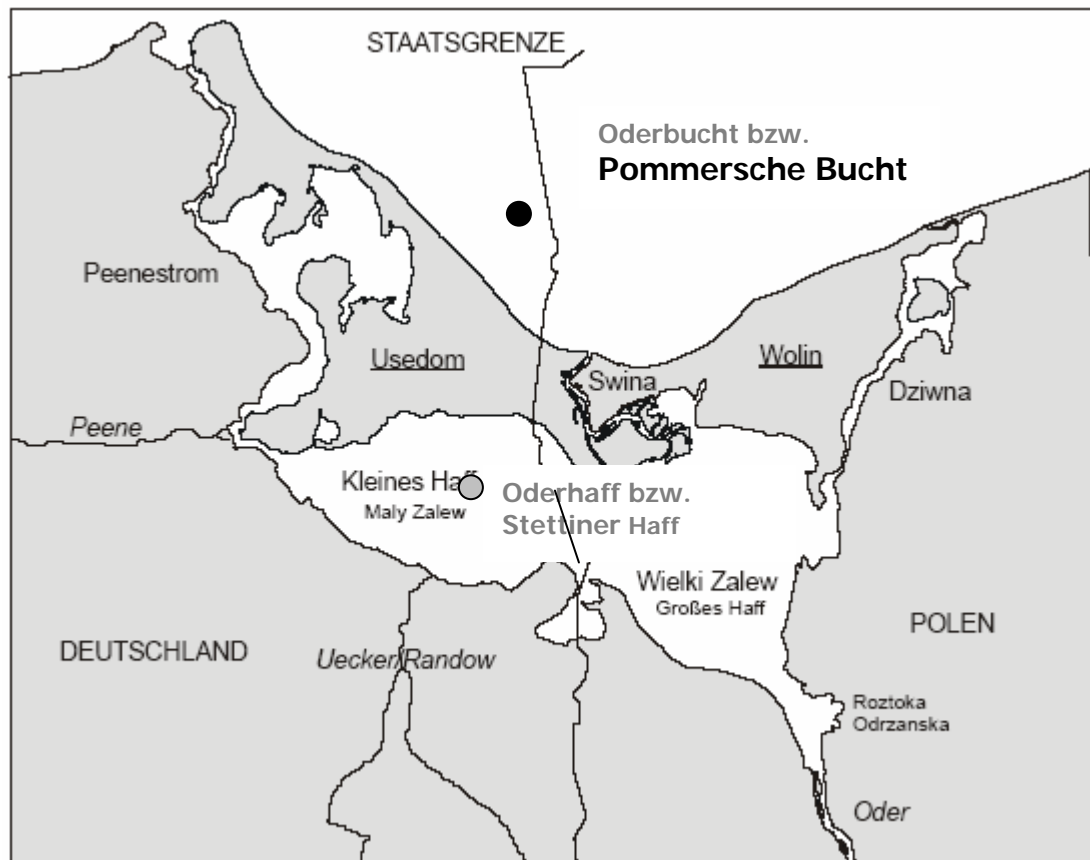 STAATSGRENZE
Oderbucht bzw.
Pommersche Bucht
Peenestrom
Usedom
Wolin
Swina
Dziwna
Peene
Kleines Haff
Maly Zalew
Oderhaff bzw.
Stettiner Haff
Wielki Zalew
Großes Haff
DEUTSCHLAND
POLEN
Uecker/Randow
Roztoka
Odrzanska
Oder